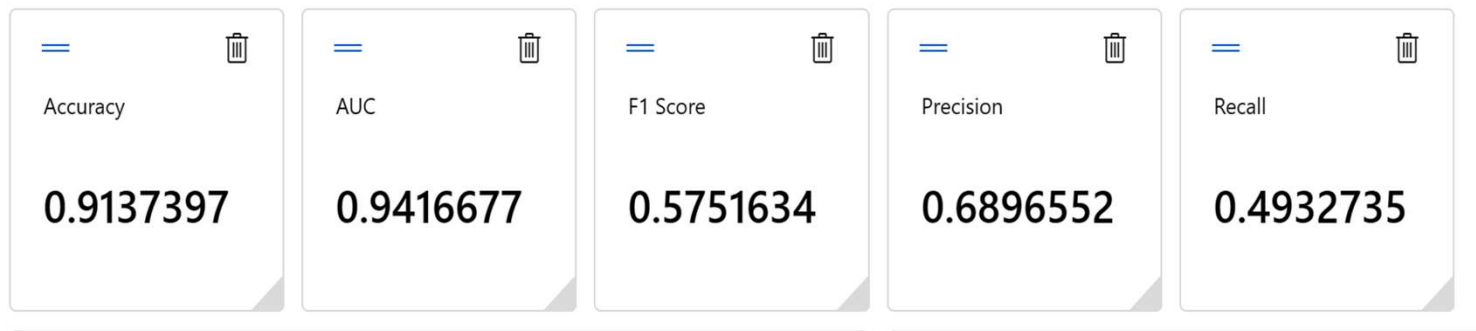 Accuracy
0.9137397
AUC
0.9416677
F1 Score
0.5751634
Precision
0.6896552
Recall
0.4932735